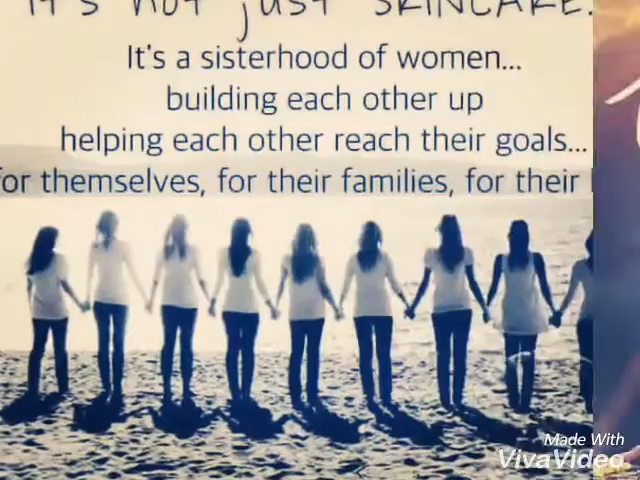 It's not just SKINCARE.
It's a sisterhood of women...
building each other up
helping each other reach their goals...
for themselves, for their families, for their
Made With
VivaVideo